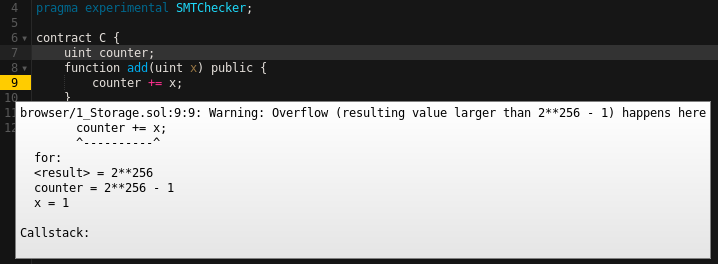 4 pragma experimental SMTChecker;
5
6 contract C {
7 uint counter;
8 function add(uint x) public {
9 counter += x;
10 }
11
12
browser/1_Storage.sol:9:9: Warning: Overflow (resulting value larger than 2**256 - 1) happens here
counter += x;
^----------^
for:
<result> = 2**256
counter = 2**256 - 1
x = 1
Callstack: